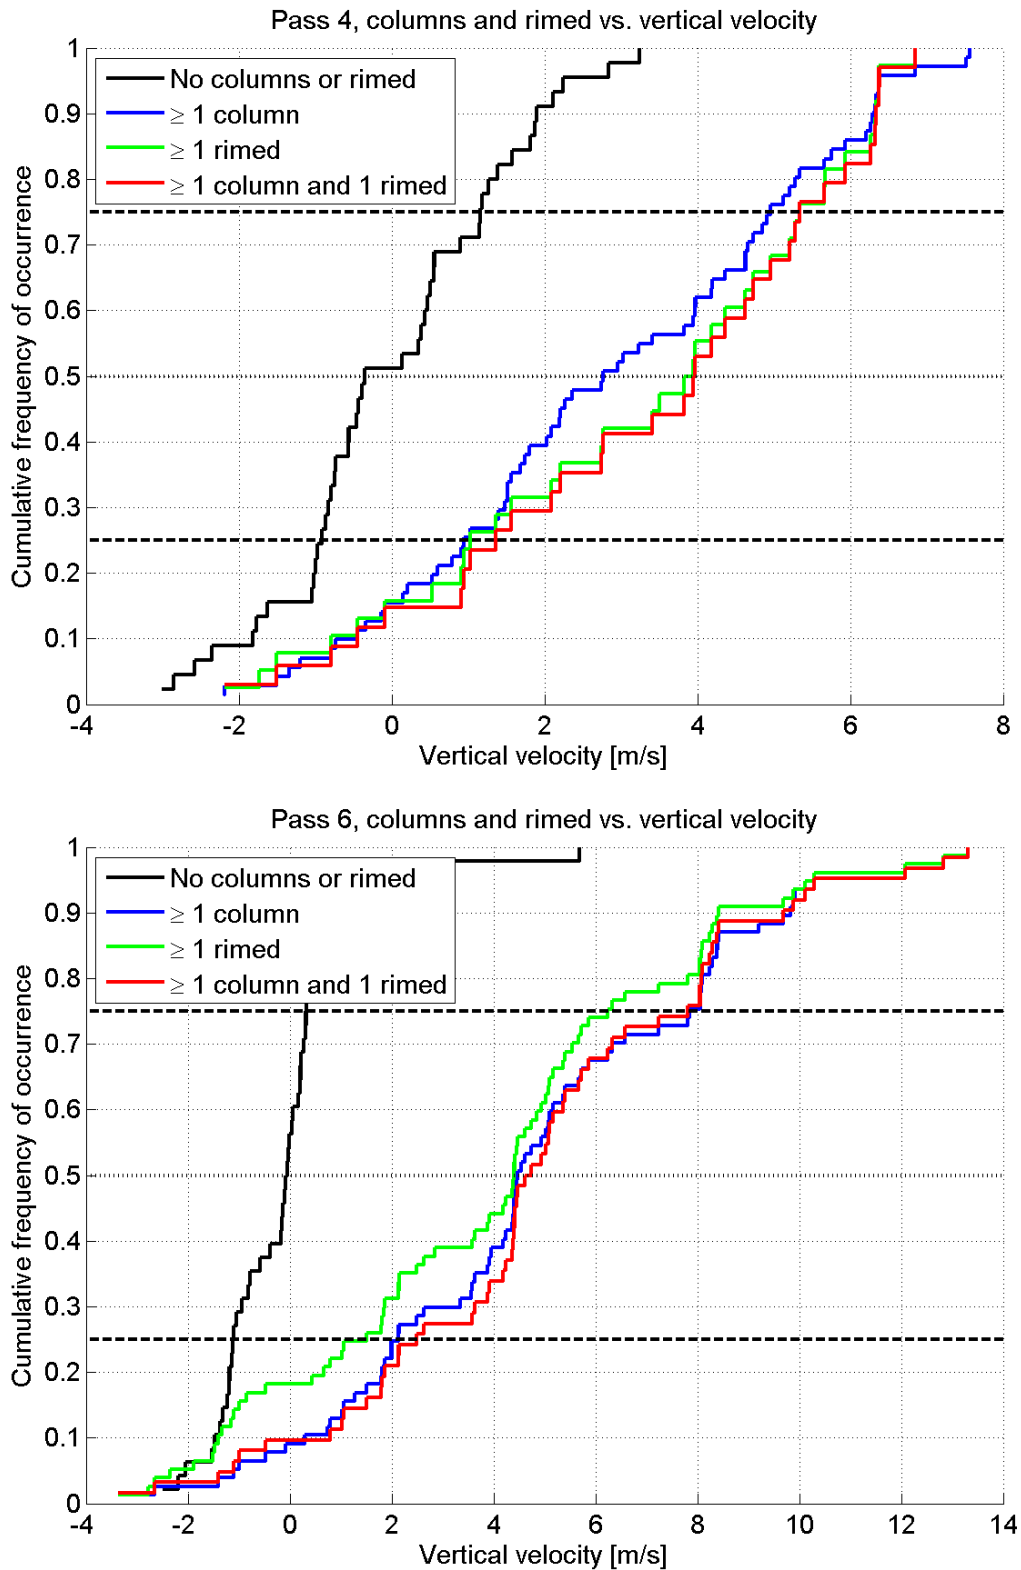 Pass 4, columns and rimed vs. vertical velocity
1
0.9
0.8
0.7
0.6
0.5
0.4
0.3
0.2
0.1
0
Cumulative frequency of occurrence
No columns or rimed
≥ 1 column
≥ 1 rimed
≥ 1 column and 1 rimed
-4 -2 0 2 4 6 8
Vertical velocity [m/s]
Pass 6, columns and rimed vs. vertical velocity
1
0.9
0.8
0.7
0.6
0.5
0.4
0.3
0.2
0.1
0
Cumulative frequency of occurrence
No columns or rimed
≥ 1 column
≥ 1 rimed
≥ 1 column and 1 rimed
-4 -2 0 2 4 6 8 10 12 14
Vertical velocity [m/s]